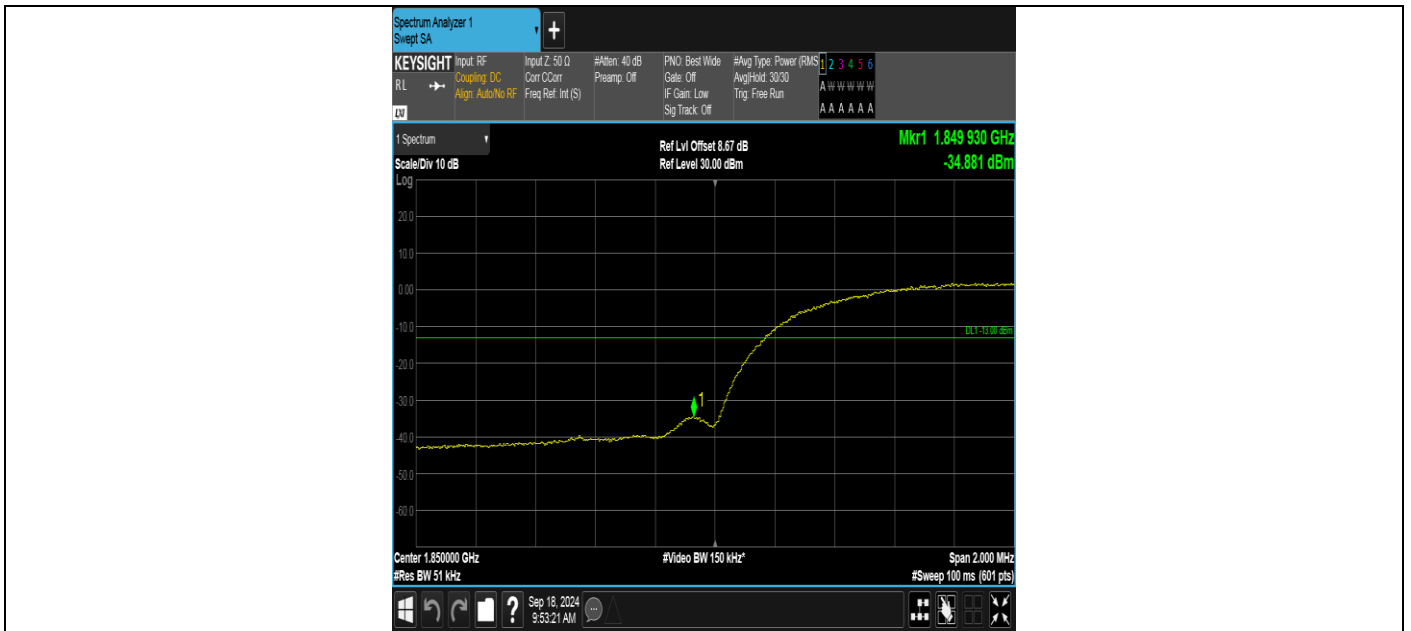 Spectrum Analyzer 1
Swept SA
+
KEYSIGHT
RL
LXI
Input: RF
Coupling: DC
Align: Auto/No RF
Input Z: 50 Ω
Corr CCorr
Freq Ref: Int (S)
#Atten: 40 dB
Preamp: Off
PNO: Best Wide
Gate: Off
IF Gain: Low
Sig Track: Off
#Avg Type: Power (RMS
Avg|Hold: 30/30
Trig: Free Run
1 2 3 4 5 6
A W W W W W
A A A A A A
1 Spectrum
Scale/Div 10 dB
Log
Ref Lvl Offset 8.67 dB
Ref Level 30.00 dBm
Mkr1 1.849 930 GHz
-34.881 dBm
20.0
10.0
0.00
-10.0
DL1 -13.00 dBm
-20.0
-30.0
1
-40.0
-50.0
-60.0
Center 1.850000 GHz
#Video BW 150 kHz*
Span 2.000 MHz
#Res BW 51 kHz
#Sweep 100 ms (601 pts)
?
Sep 18, 2024
9:53:21 AM